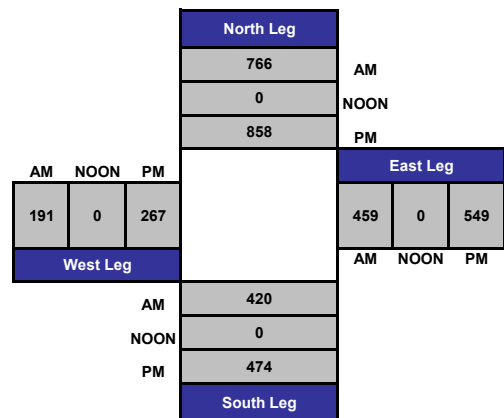 North Leg
766 AM
0 NOON
858 PM
AM NOON PM
East Leg
191 0 267
459 0 549
West Leg
AM NOON PM
AM 420
NOON 0
PM 474
South Leg